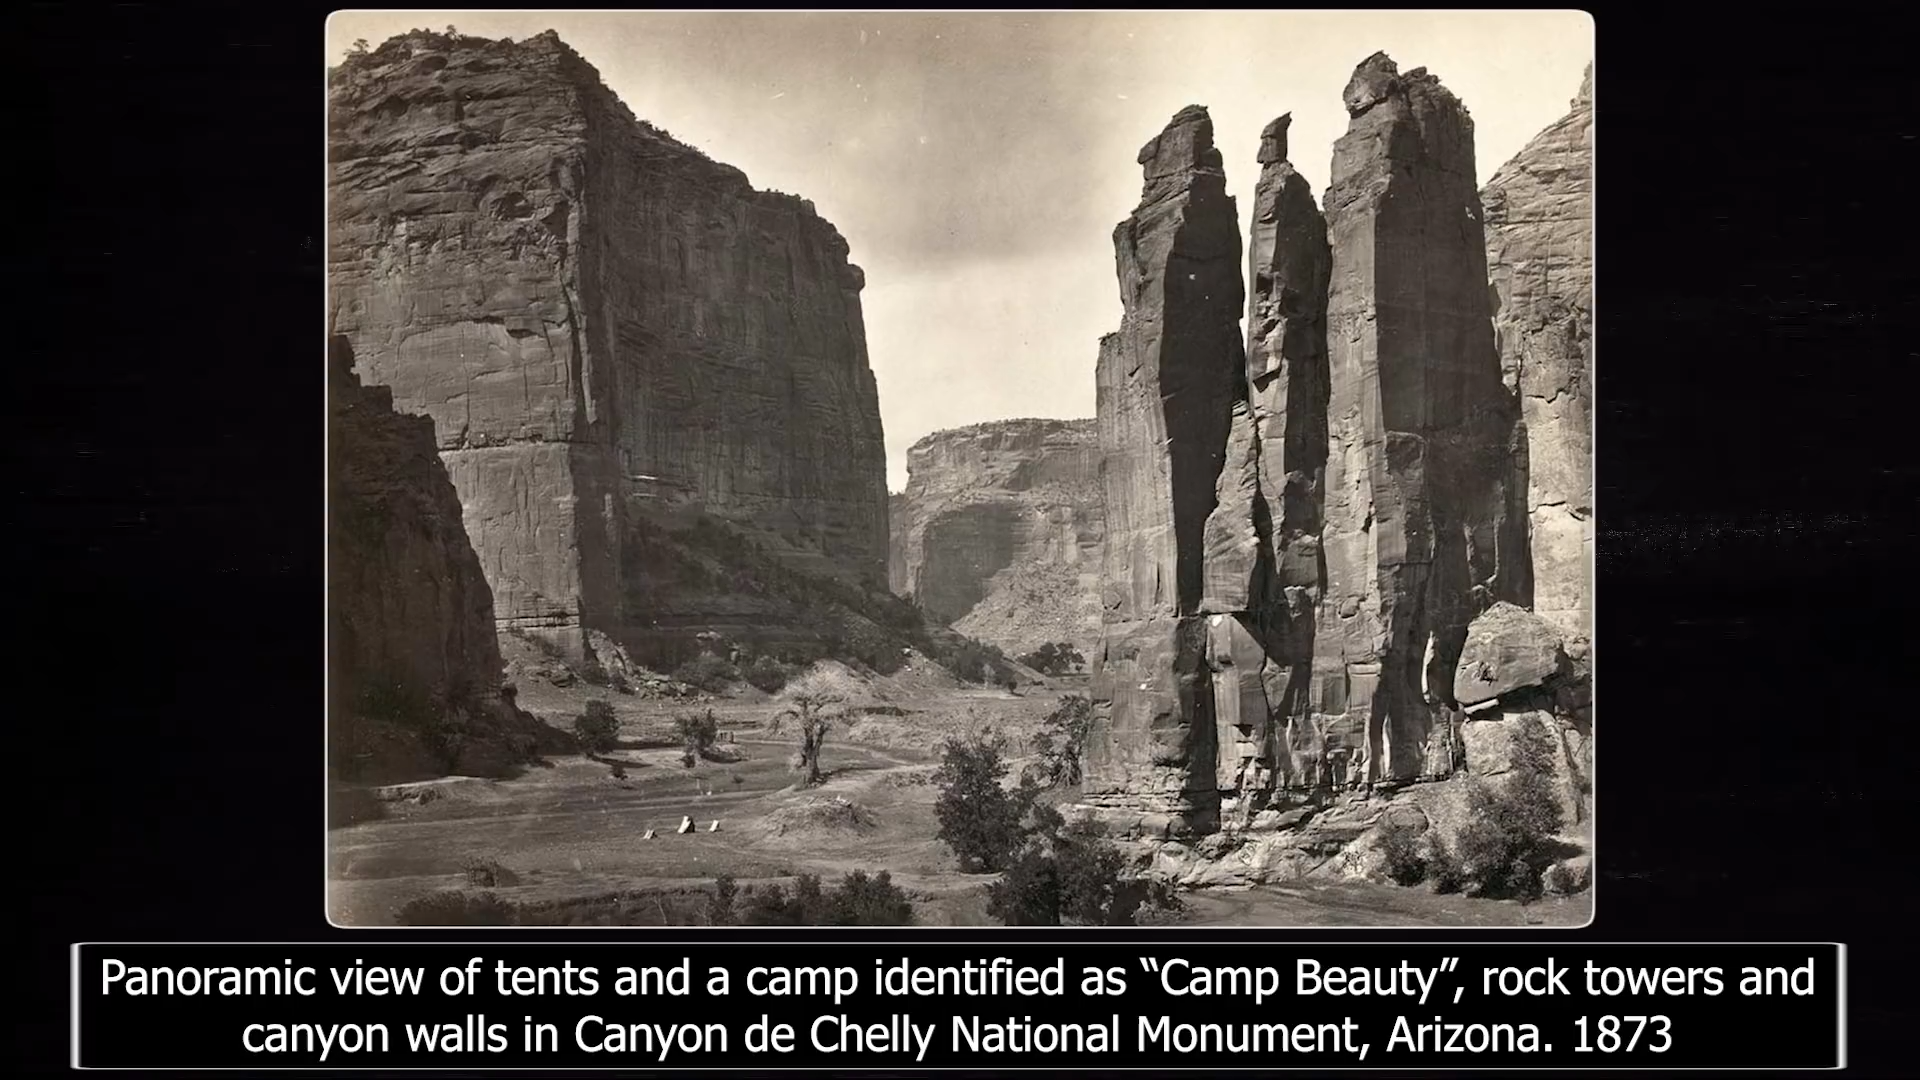 Panoramic view of tents and a camp identified as “Camp Beauty”, rock towers and
canyon walls in Canyon de Chelly National Monument, Arizona. 1873